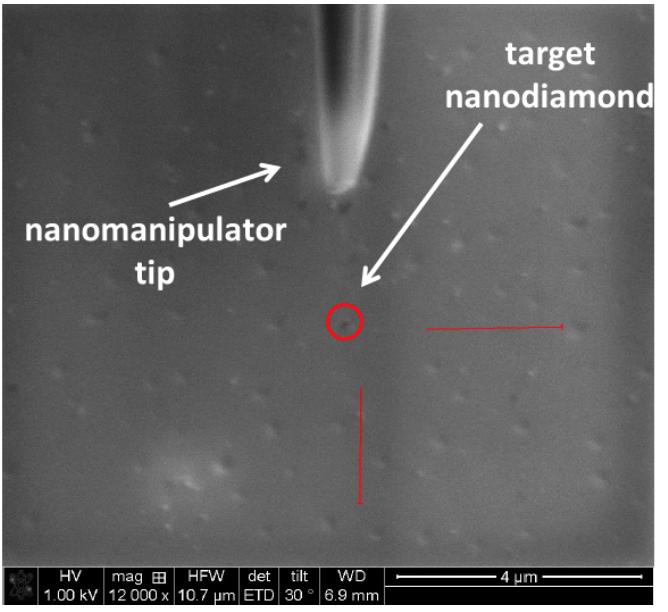 target
nanodiamond
nanomanipulator
tip
HV mag HFW det tilt WD
1.00 kV 12 000 x 10.7 µm ETD 30 ° 6.9 mm 4 µm